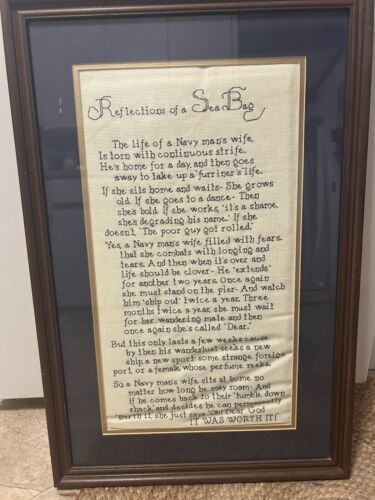 Reflections of a Sea Bag
The life of a Navy man's wife,
Is torn with continuous strife.
He's home for a day, and then goes
away to take up a 'furriner's' life.
If she sits home and waits- She grows
old. If she goes to a dance- Then
she's bold. If she works, 'it's a shame,
she's degrading his name.' If she
doesn't, 'The poor guy got rolled.'
Yes, a Navy man's wife filled with fears,
that she combats with longing and
tears. And then when it's over and
life should be clover- He 'extends'
for another two years. Once again
she must stand on the pier- And watch
him 'ship out' twice a year. Three
months twice a year, she must wait
for her wandering mate and then
once again she's called "Dear."
But this only lasts a few weeks cause
by then his wanderlust seeks a new
ship, a new sport, some strange foreign
port, or a female whose perfume reeks.
So a Navy man's wife sits at home no
matter how long he may roam- And
if he comes back to their 'tumble down
shack' and decides he can permanently
berth it, she just says "Oh! Dear God
IT WAS WORTH IT!"